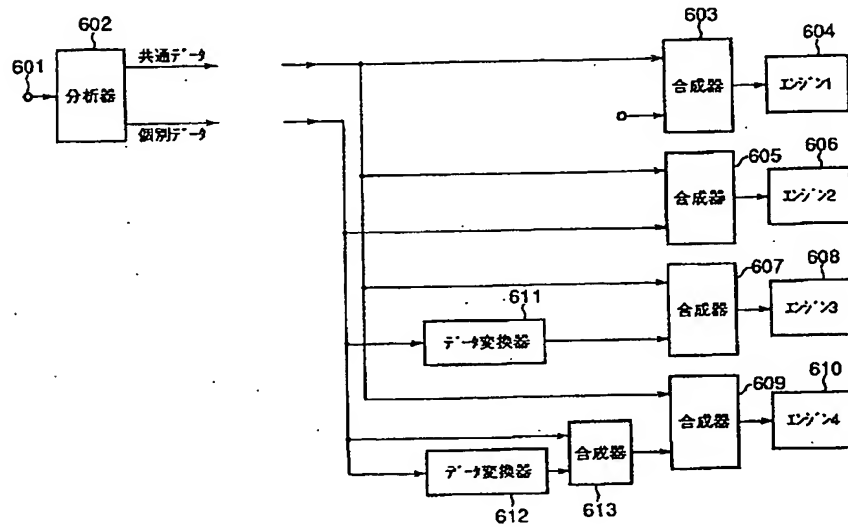 602
601
分析器
共通データ
個別データ
603
合成器
604
エンジン1
605
合成器
606
エンジン2
607
合成器
608
エンジン3
611
データ変換器
609
合成器
610
エンジン4
データ変換器
612
合成器
613